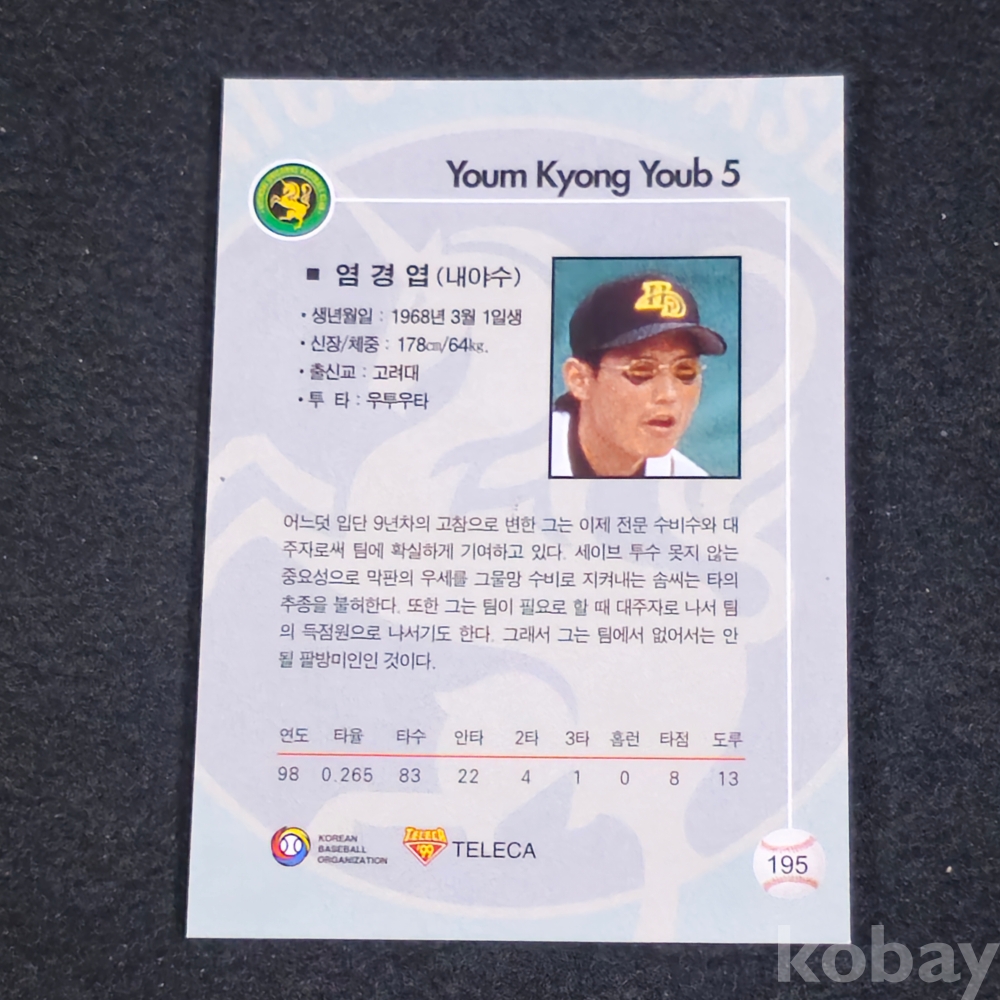 Youm Kyong Youb 5
■ 염 경 엽 (내야수)
• 생년월일 : 1968년 3월 1일생
• 신장/체중 : 178㎝/64㎏.
• 출신교 : 고려대
• 투 타 : 우투우타
어느덧 입단 9년차의 고참으로 변한 그는 이제 전문 수비수와 대
주자로써 팀에 확실하게 기여하고 있다. 세이브 투수 못지 않는
중요성으로 막판의 우세를 그물망 수비로 지켜내는 솜씨는 타의
추종을 불허한다. 또한 그는 팀이 필요로 할 때 대주자로 나서 팀
의 득점원으로 나서기도 한다. 그래서 그는 팀에서 없어서는 안
될 팔방미인인 것이다.
연도 타율 타수 안타 2타 3타 홈런 타점 도루
98 0.265 83 22 4 1 0 8 13
KOREAN
BASEBALL
ORGANIZATION
TELECA
'99
TELECA
195
kobay